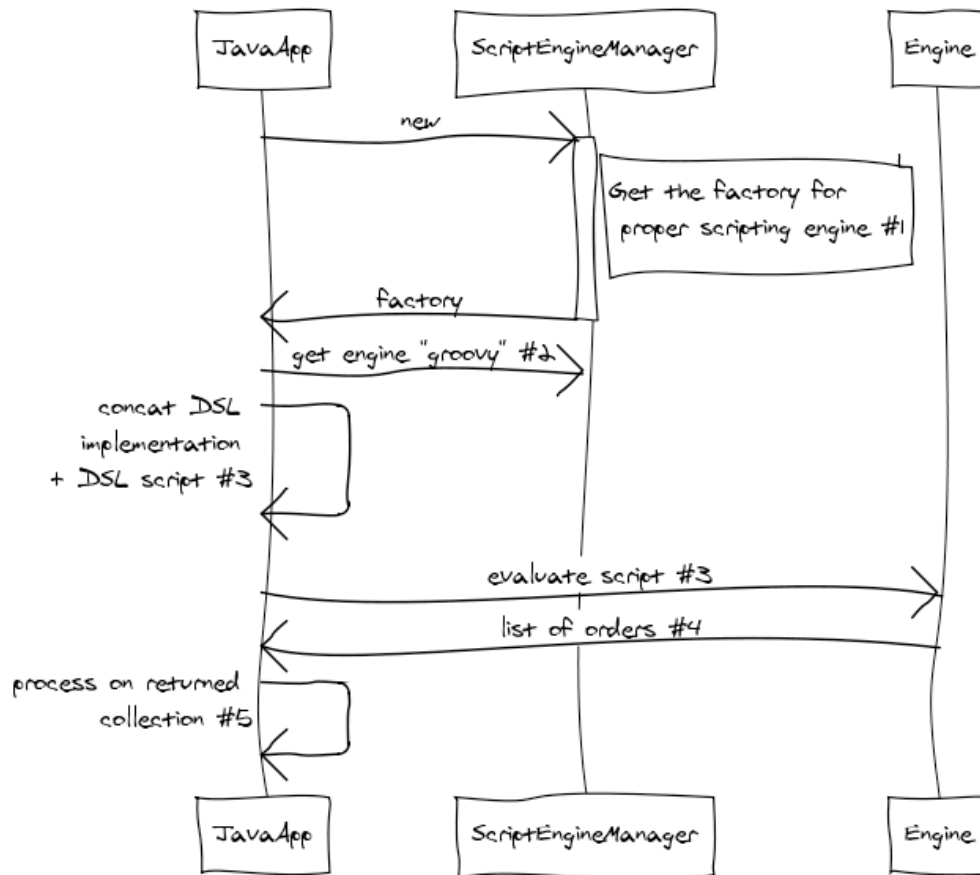 JavaApp
ScriptEngineManager
Engine
new
Get the factory for
proper scripting engine #1
factory
get engine "groovy" #2
concat DSL
implementation
+ DSL script #3
evaluate script #3
list of orders #4
process on returned
collection #5
JavaApp
ScriptEngineManager
Engine